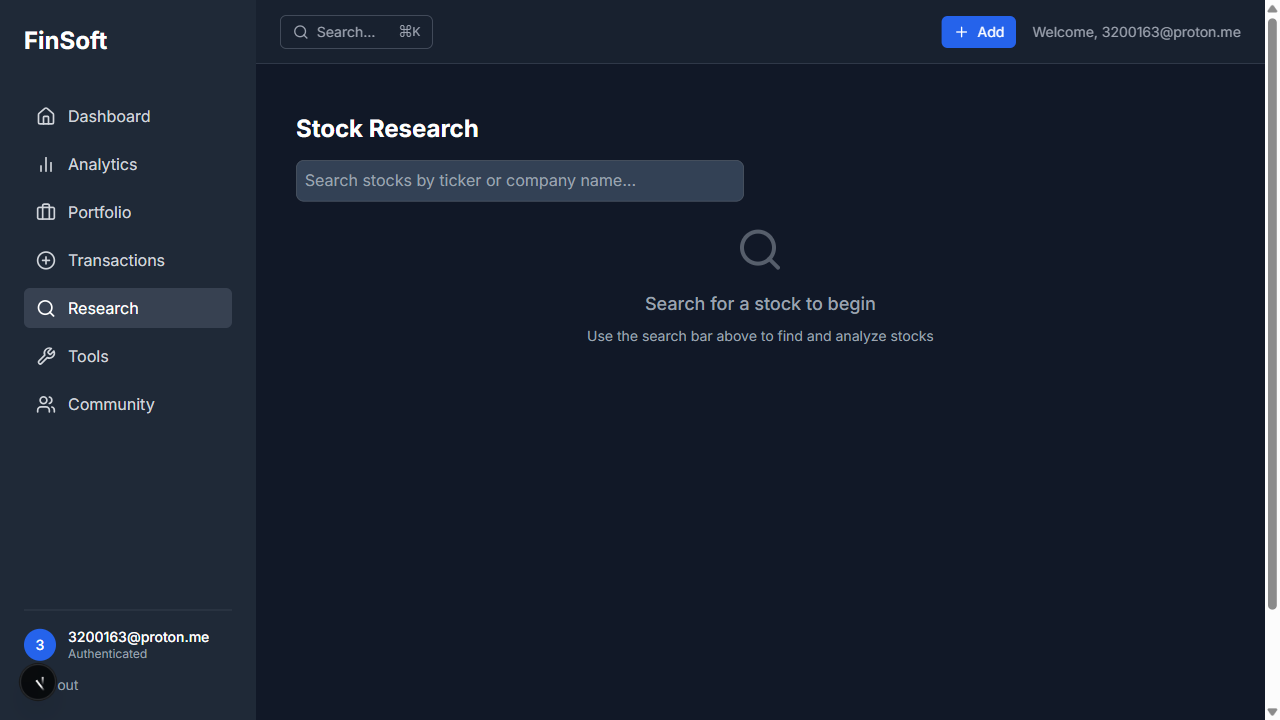 FinSoft
Dashboard
Analytics
Portfolio
Transactions
Research
Tools
Community
3
3200163@proton.me
Authenticated
out
Search... ⌘K
Add
Welcome, 3200163@proton.me
Stock Research
Search stocks by ticker or company name...
Search for a stock to begin
Use the search bar above to find and analyze stocks